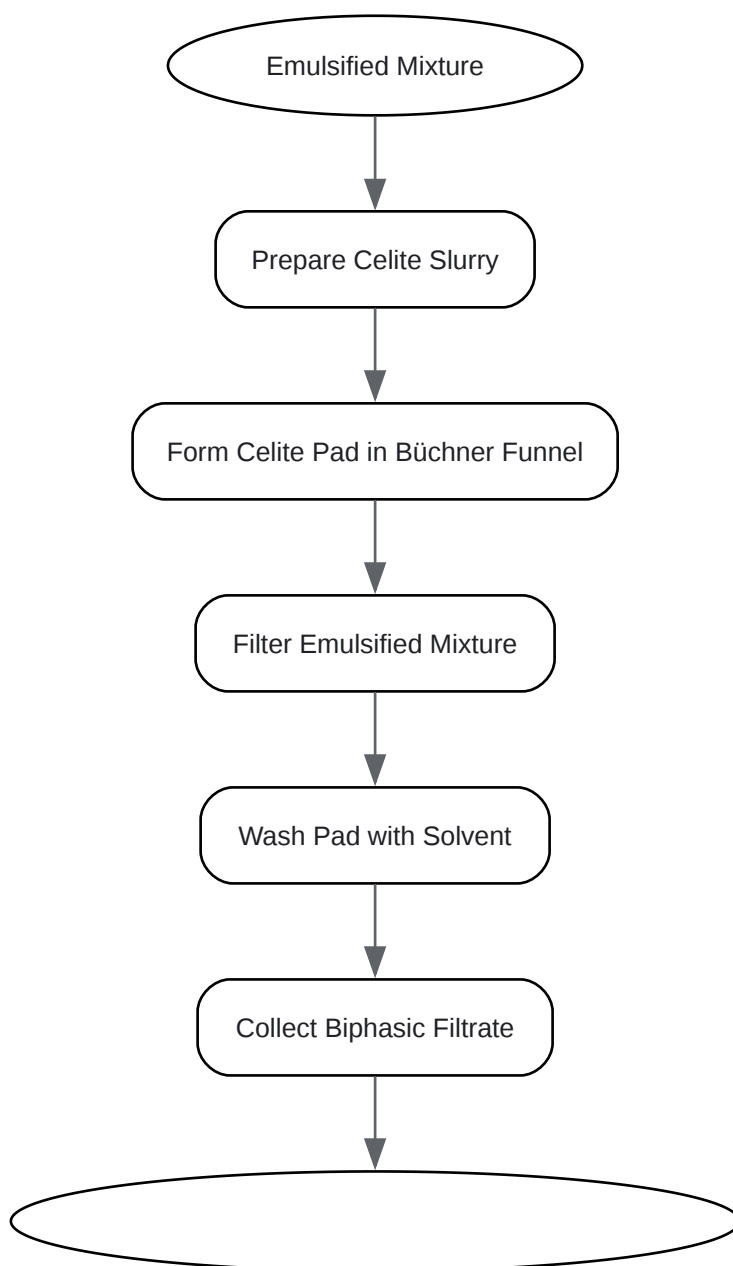 Emulsified Mixture
Prepare Celite Slurry
Form Celite Pad in Büchner Funnel
Filter Emulsified Mixture
Wash Pad with Solvent
Collect Biphasic Filtrate